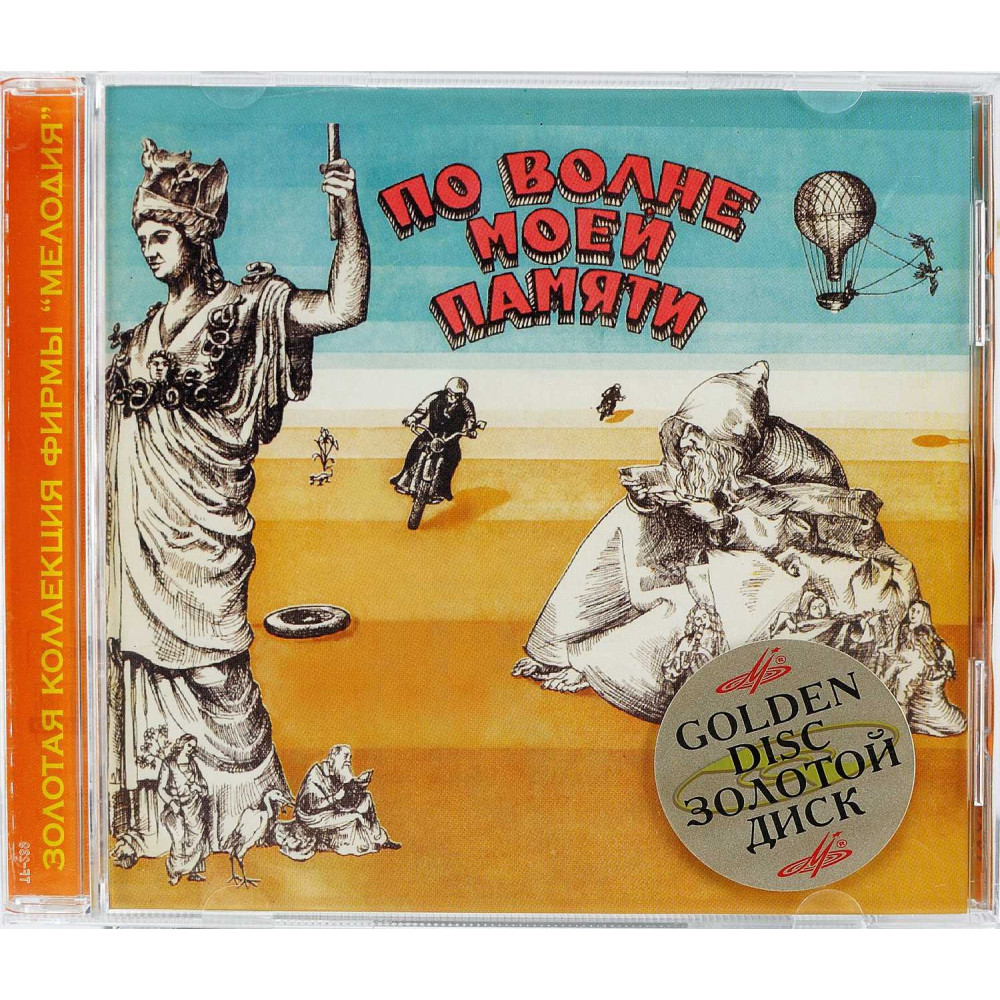 ЗОЛОТАЯ КОЛЛЕКЦИЯ ФИРМЫ “МЕЛОДИЯ”
ПО ВОЛНЕ
МОЕЙ
ПАМЯТИ
GOLDEN
DISC
ЗОЛОТОЙ
ДИСК